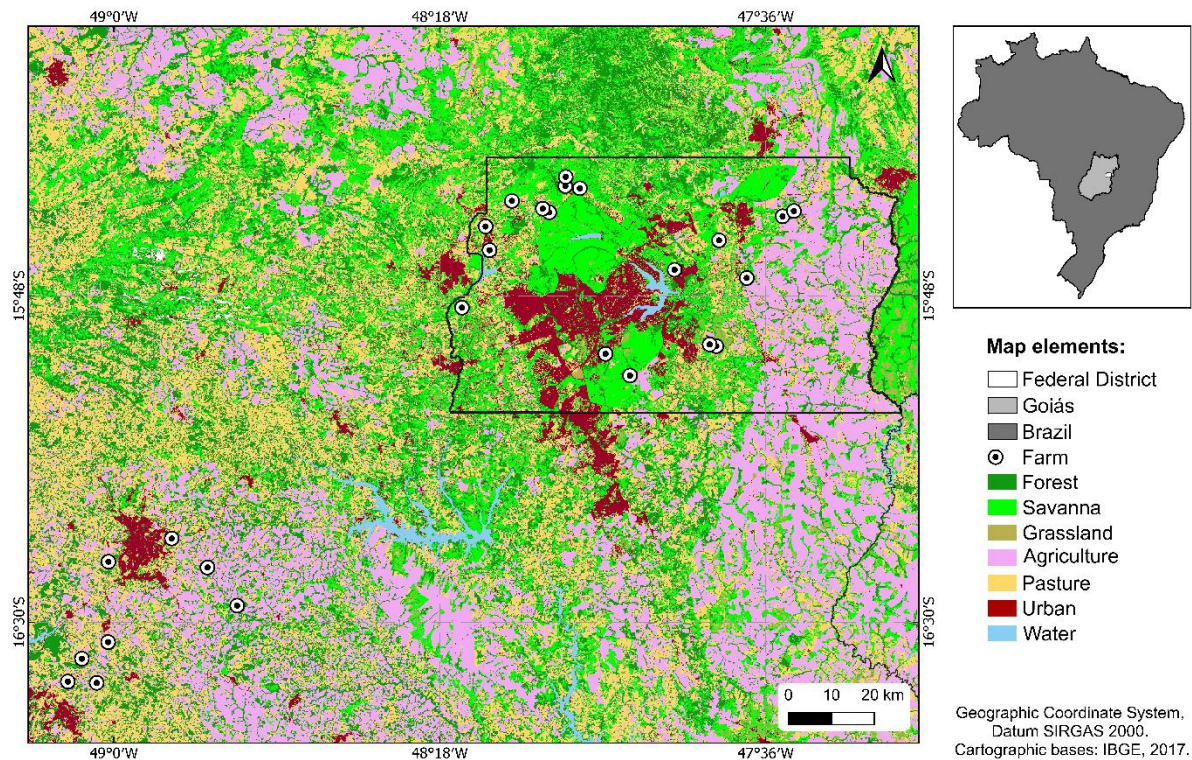 49°0'W
48°18'W
47°36'W
15°48'S
15°48'S
16°30'S
16°30'S
0 10 20 km
49°0'W
48°18'W
47°36'W
Map elements:
Federal District
Goiás
Brazil
Farm
Forest
Savanna
Grassland
Agriculture
Pasture
Urban
Water
Geographic Coordinate System,
Datum SIRGAS 2000.
Cartographic bases: IBGE, 2017.